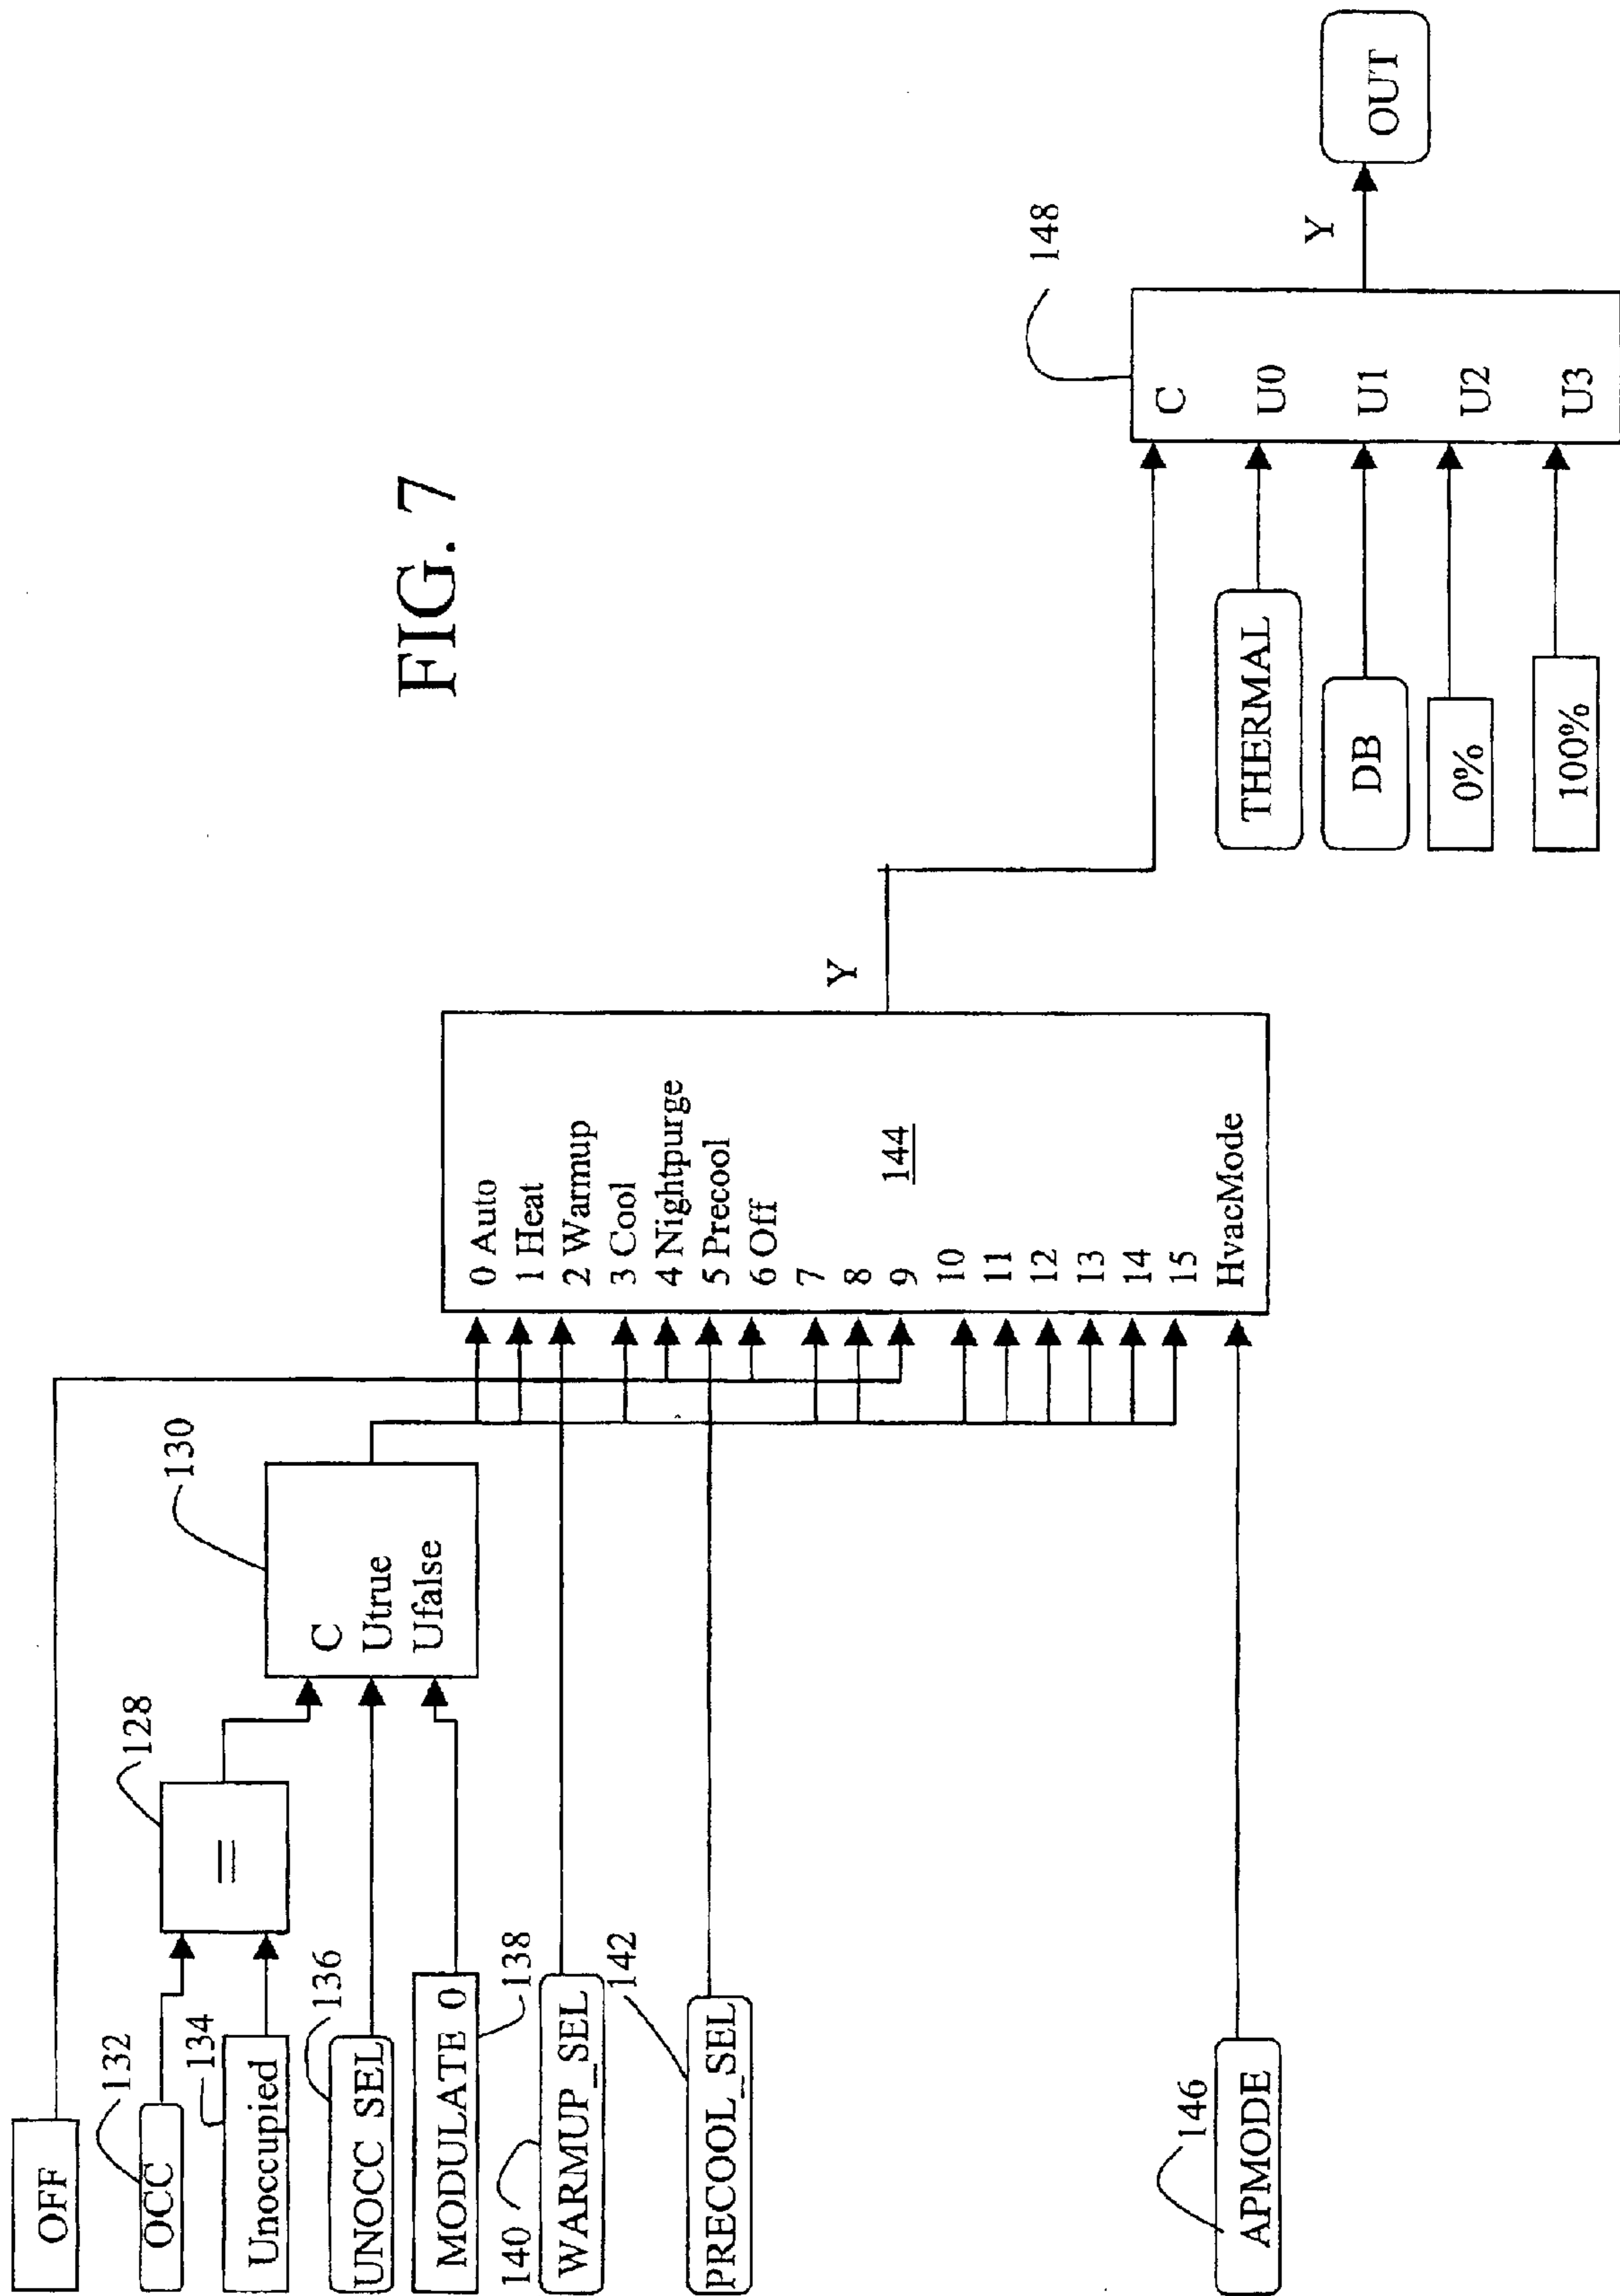 FIG. 7
OFF
OCC
132
Unoccupied
134
UNOCC SEL
136
MODULATE 0
138
WARMUP_SEL
140
PRECOOL_SEL
142
APMODE
146
=
128
C
Utrue
Ufalse
130
0 Auto
1 Heat
2 Warmup
3 Cool
4 Nightpurge
5 Precool
6 Off
7
8
9
10
11
12
13
14
15
HvacMode
144
Y
THERMAL
DB
0%
100%
C
U0
U1
U2
U3
148
Y
OUT